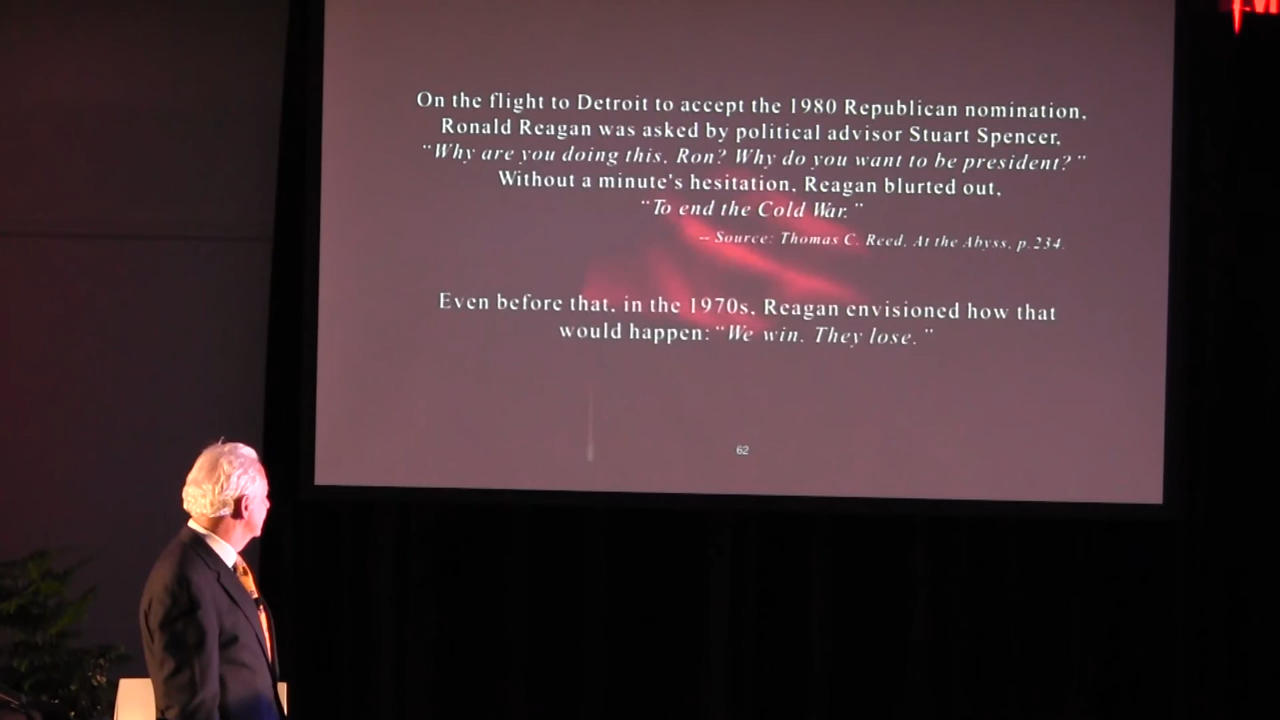 On the flight to Detroit to accept the 1980 Republican nomination,
Ronald Reagan was asked by political advisor Stuart Spencer,
"Why are you doing this, Ron? Why do you want to be president?"
Without a minute's hesitation, Reagan blurted out,
"To end the Cold War."
-- Source: Thomas C. Reed, At the Abyss, p.234.
Even before that, in the 1970s, Reagan envisioned how that
would happen: "We win. They lose."
62